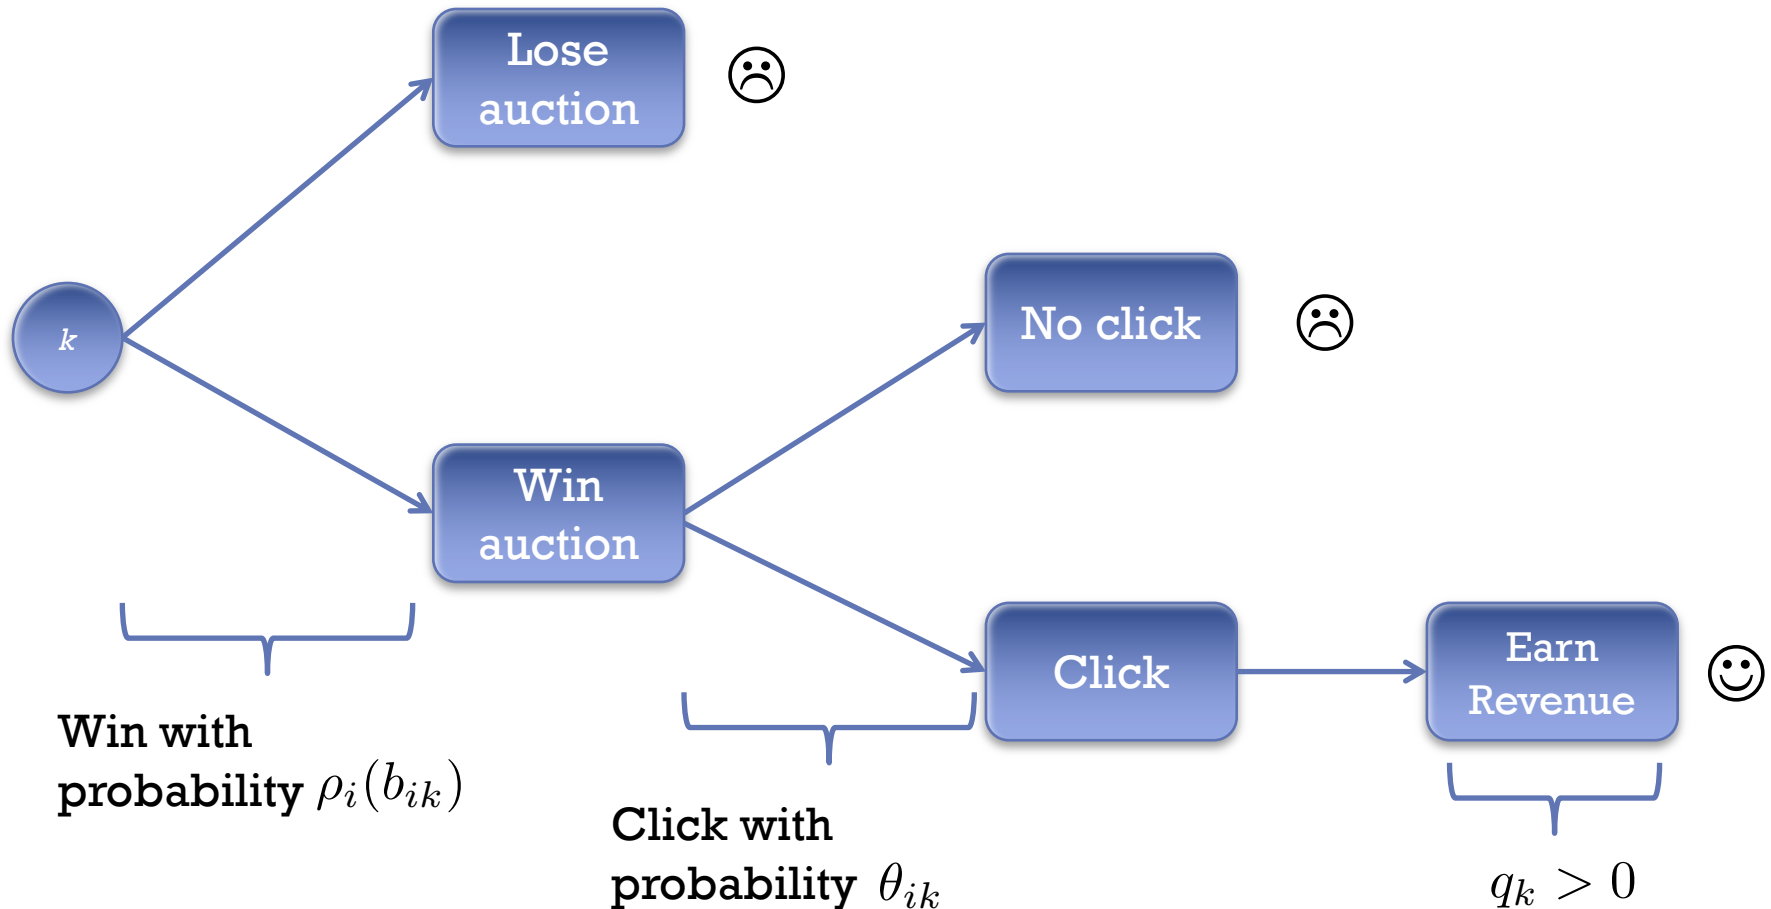 Lose
auction
No click
k
Win
auction
Click
Earn
Revenue
Win with
probability ρᵢ(bᵢₖ)
Click with
probability θᵢₖ
qₖ > 0